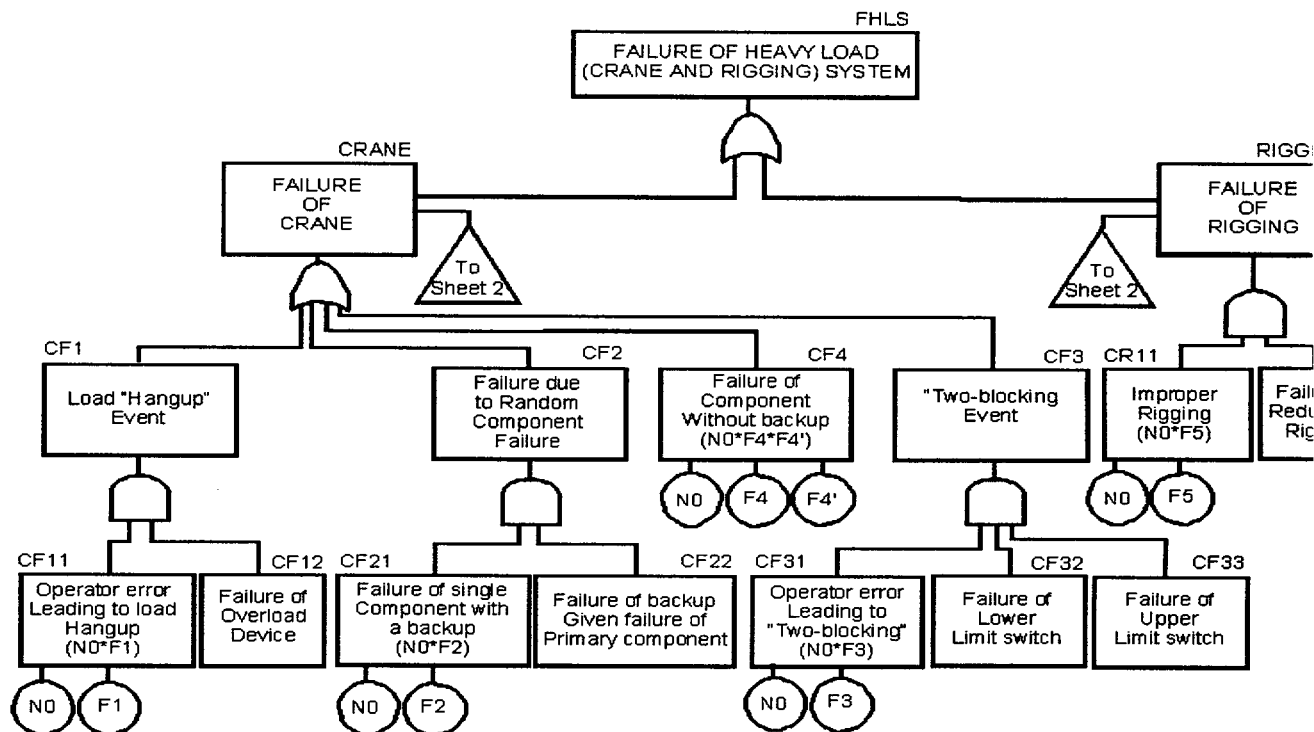 FHLS
FAILURE OF HEAVY LOAD
(CRANE AND RIGGING) SYSTEM
CRANE
FAILURE
OF
CRANE
To
Sheet 2
RIGGI
FAILURE
OF
RIGGING
To
Sheet 2
CF1
Load "Hangup"
Event
CF2
Failure due
to Random
Component
Failure
CF4
Failure of
Component
Without backup
(N0*F4*F4')
N0
F4
F4'
CF3
"Two-blocking
Event
CR11
Improper
Rigging
(N0*F5)
N0
F5
Redu
Rig
CF11
Operator error
Leading to load
Hangup
(N0*F1)
N0
F1
CF12
Failure of
Overload
Device
CF21
Failure of single
Component with
a backup
(N0*F2)
N0
F2
CF22
Failure of backup
Given failure of
Primary component
CF31
Operator error
Leading to
"Two-blocking"
(N0*F3)
N0
F3
CF32
Failure of
Lower
Limit switch
CF33
Failure of
Upper
Limit switch